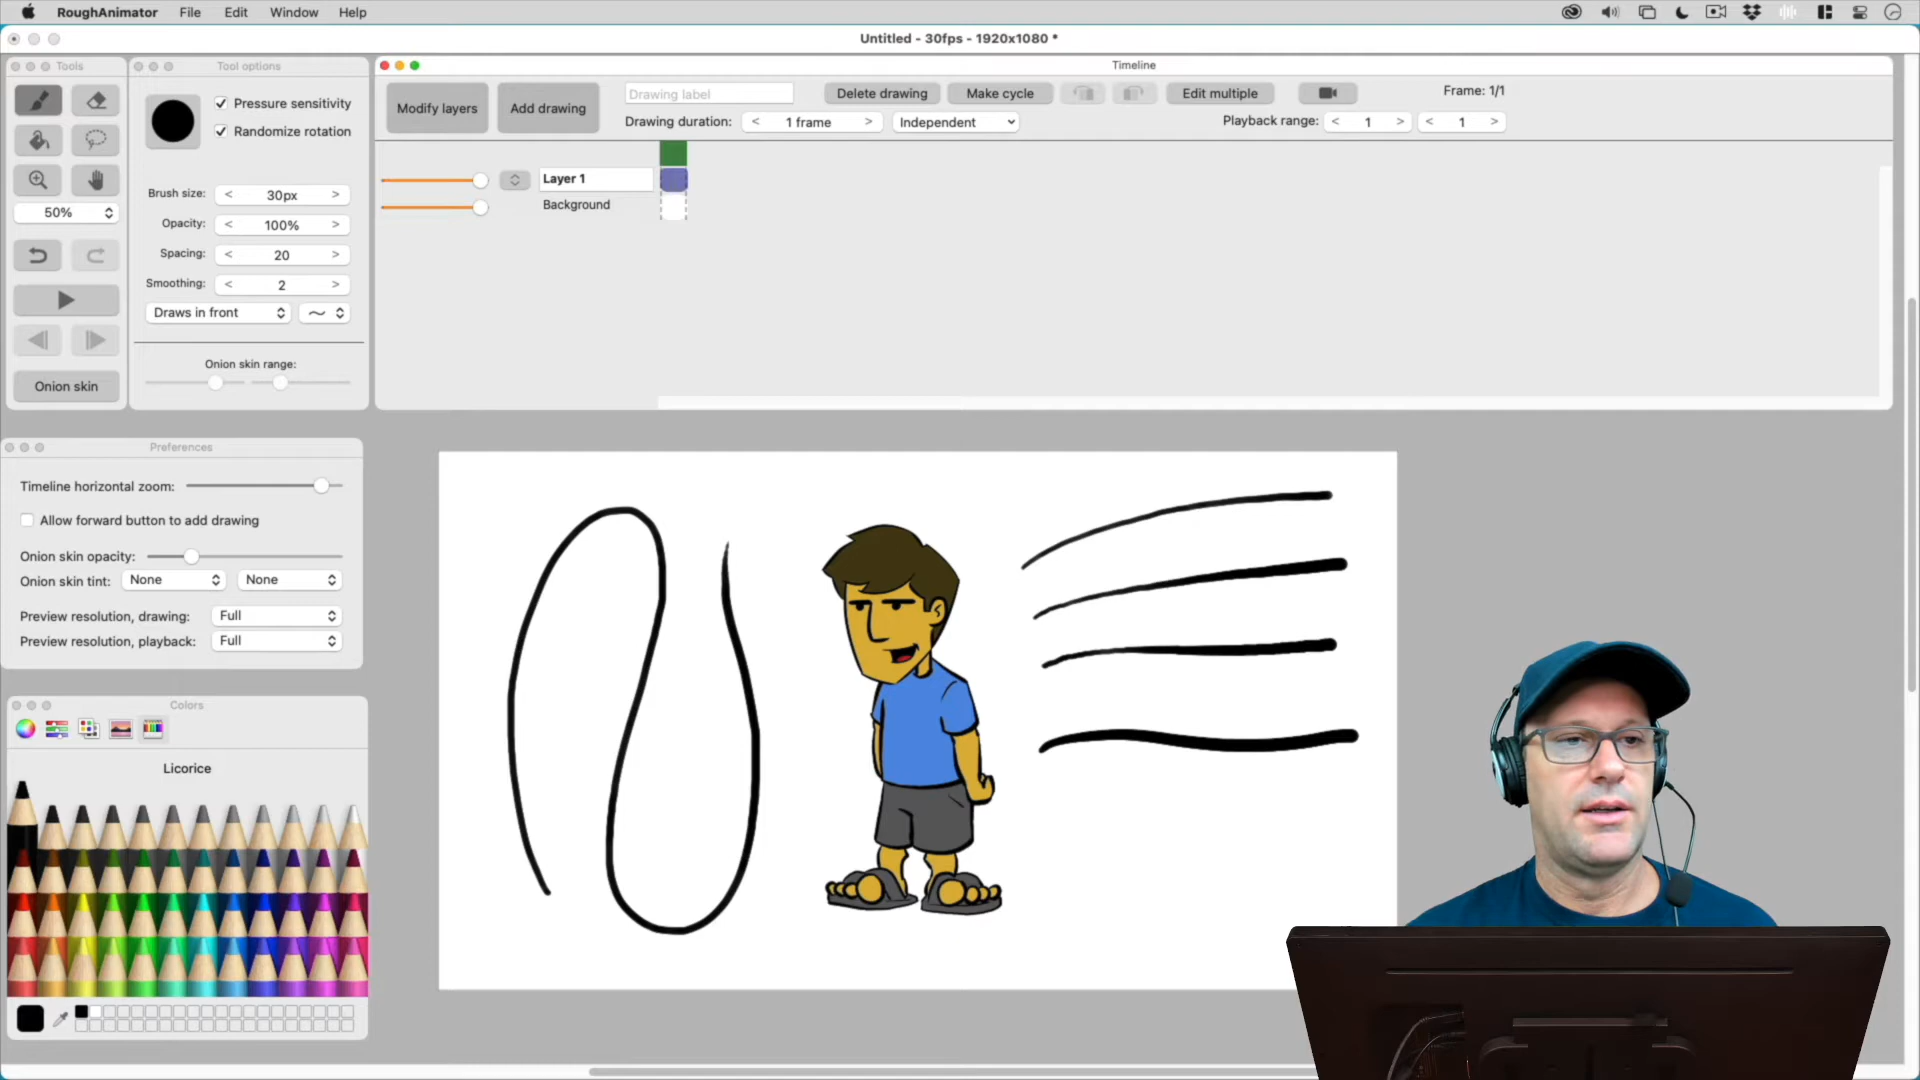 RoughAnimator File Edit Window Help
Untitled - 30fps - 1920x1080 *
Tools
Tool options
Timeline
Pressure sensitivity
Randomize rotation
Brush size: < 30px >
Opacity: < 100% >
Spacing: < 20 >
Smoothing: < 2 >
Draws in front
Onion skin range:
50%
Onion skin
Modify layers
Add drawing
Drawing label
Delete drawing
Make cycle
Edit multiple
Frame: 1/1
Drawing duration: < 1 frame > Independent
Playback range: < 1 > < 1 >
Layer 1
Background
Preferences
Timeline horizontal zoom:
Allow forward button to add drawing
Onion skin opacity:
Onion skin tint: None None
Preview resolution, drawing: Full
Preview resolution, playback: Full
Colors
Licorice